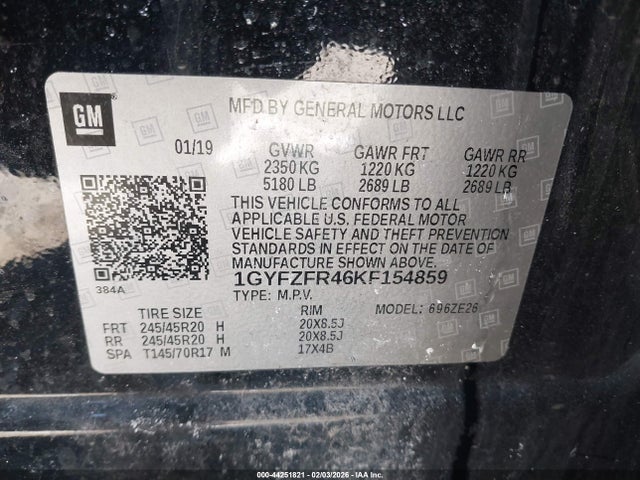 GM
MFD BY GENERAL MOTORS LLC
01/19
GVWR GAWR FRT GAWR RR
2350 KG 1220 KG 1220 KG
5180 LB 2689 LB 2689 LB
THIS VEHICLE CONFORMS TO ALL
APPLICABLE U.S. FEDERAL MOTOR
VEHICLE SAFETY AND THEFT PREVENTION
STANDARDS IN EFFECT ON THE DATE OF
MANUFACTURE SHOWN ABOVE.
384A
1GYFZFR46KF154859
TYPE: M.P.V. MODEL: 696ZE26
TIRE SIZE RIM
FRT 245/45R20 H 20X8.5J
RR 245/45R20 H 20X8.5J
SPA T145/70R17 M 17X4B
000-44251821 - 02/03/2026 - IAA Inc.